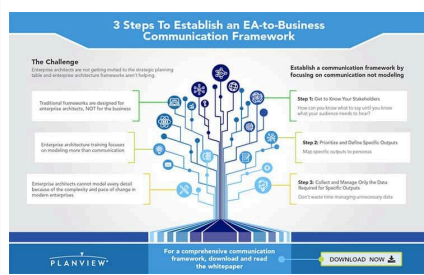 3 Steps To Establish an EA-to-Business
Communication Framework
The Challenge
Enterprise architects are not getting invited to the strategic planning
table and enterprise architecture frameworks aren't helping.
Traditional frameworks are designed for
enterprise architects, NOT for the business
Enterprise architecture training focuses
on modeling more than communication
Enterprise architects cannot model every detail
because of the complexity and pace of change in
modern enterprises
Establish a communication framework by
focusing on communication not modeling
Step 1: Get to Know Your Stakeholders
How can you know what to say until you know
what your audience needs to hear?
Step 2: Prioritize and Define Specific Outputs
Map specific outputs to personas
Step 3: Collect and Manage Only the Data
Required for Specific Outputs
Don't waste time managing unnecessary data
PLANVIEW®
For a comprehensive communication
framework, download and read
the whitepaper
DOWNLOAD NOW